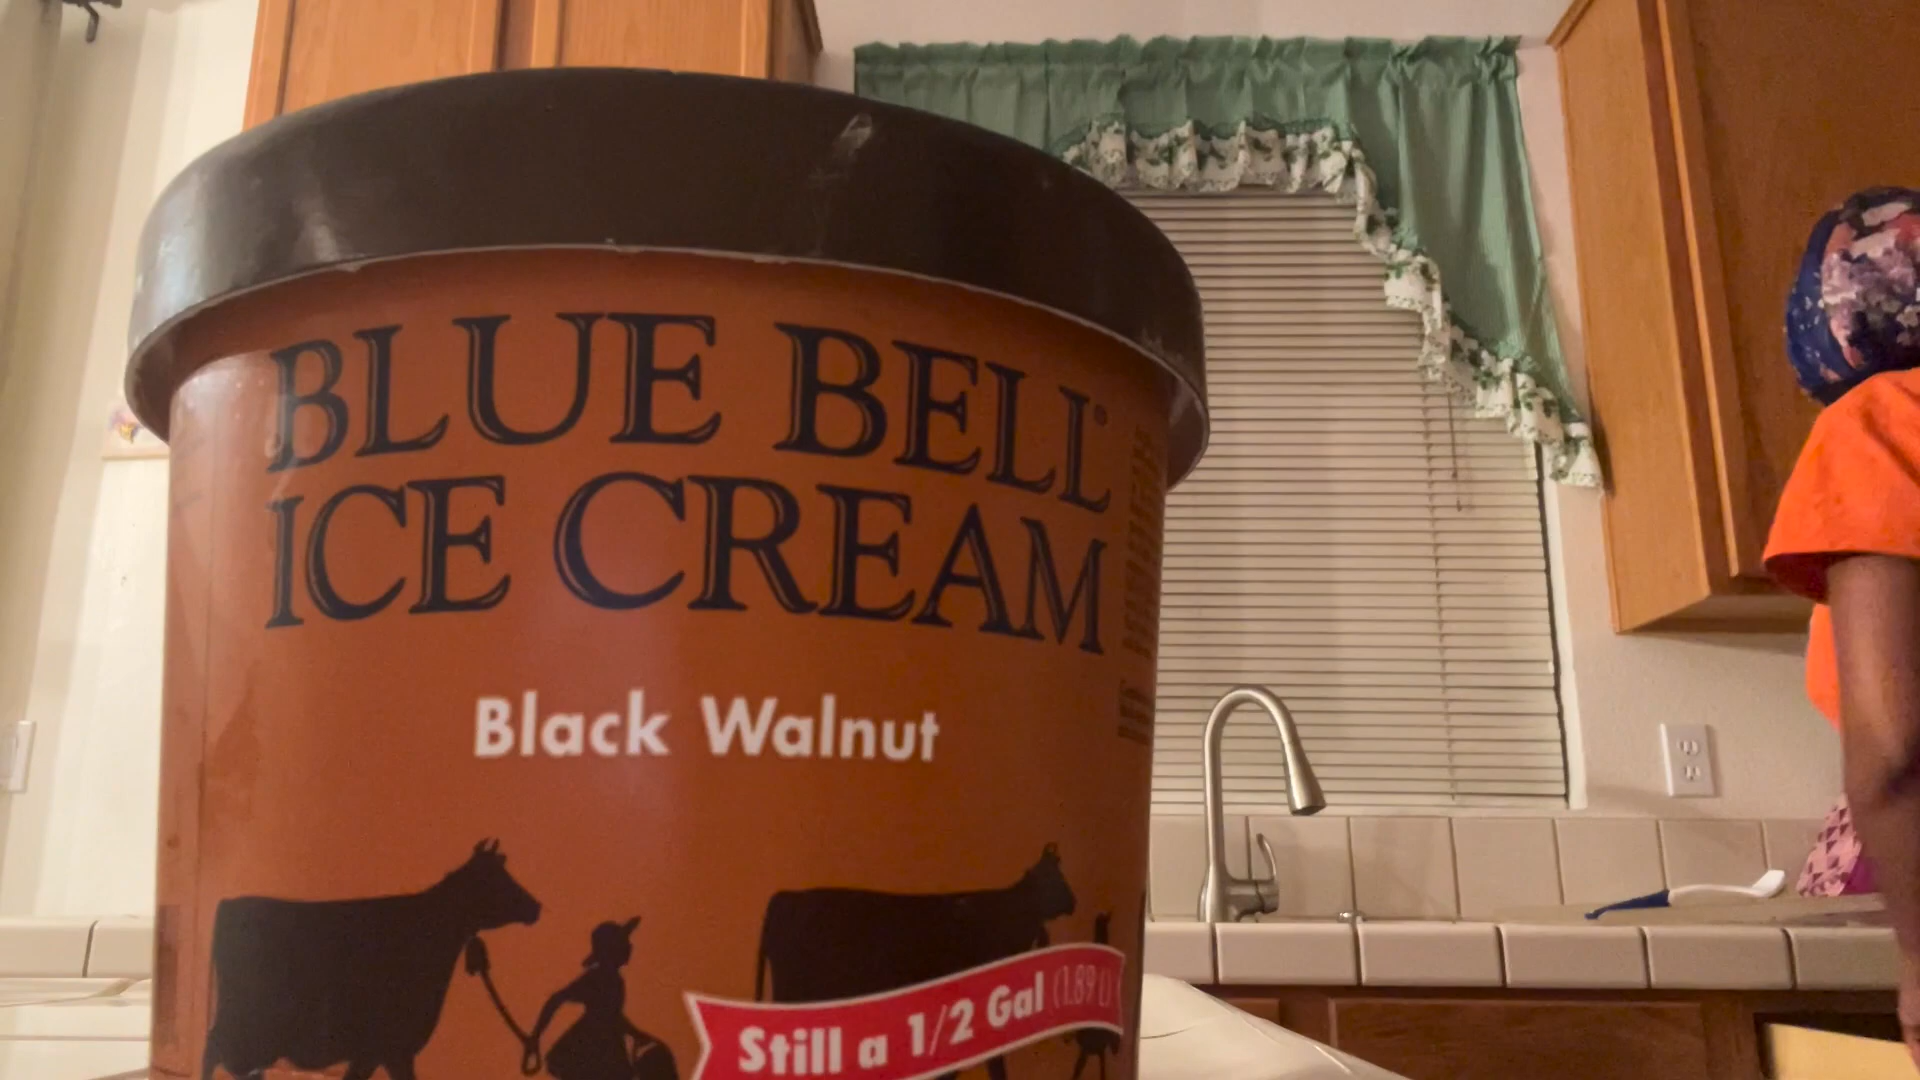 BLUE BELL®
ICE CREAM
Black Walnut
Still a 1/2 Gal (1.89 L)